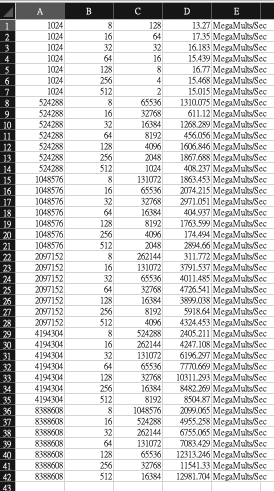 A B C D E
1 1024 8 128 13.27 MegaMults/Sec
2 1024 16 64 17.35 MegaMults/Sec
3 1024 32 32 16.183 MegaMults/Sec
4 1024 64 16 15.439 MegaMults/Sec
5 1024 128 8 16.77 MegaMults/Sec
6 1024 256 4 15.468 MegaMults/Sec
7 1024 512 2 15.015 MegaMults/Sec
8 524288 8 65536 1310.075 MegaMults/Sec
9 524288 16 32768 611.12 MegaMults/Sec
10 524288 32 16384 1268.289 MegaMults/Sec
11 524288 64 8192 456.056 MegaMults/Sec
12 524288 128 4096 1606.846 MegaMults/Sec
13 524288 256 2048 1867.688 MegaMults/Sec
14 524288 512 1024 408.237 MegaMults/Sec
15 1048576 8 131072 1863.453 MegaMults/Sec
16 1048576 16 65536 2074.215 MegaMults/Sec
17 1048576 32 32768 2971.051 MegaMults/Sec
18 1048576 64 16384 404.937 MegaMults/Sec
19 1048576 128 8192 1763.599 MegaMults/Sec
20 1048576 256 4096 174.494 MegaMults/Sec
21 1048576 512 2048 2894.66 MegaMults/Sec
22 2097152 8 262144 311.772 MegaMults/Sec
23 2097152 16 131072 3791.537 MegaMults/Sec
24 2097152 32 65536 4011.485 MegaMults/Sec
25 2097152 64 32768 4726.541 MegaMults/Sec
26 2097152 128 16384 3899.038 MegaMults/Sec
27 2097152 256 8192 5918.64 MegaMults/Sec
28 2097152 512 4096 4324.453 MegaMults/Sec
29 4194304 8 524288 2405.211 MegaMults/Sec
30 4194304 16 262144 4247.108 MegaMults/Sec
31 4194304 32 131072 6196.297 MegaMults/Sec
32 4194304 64 65536 7770.669 MegaMults/Sec
33 4194304 128 32768 10311.293 MegaMults/Sec
34 4194304 256 16384 8482.269 MegaMults/Sec
35 4194304 512 8192 8504.87 MegaMults/Sec
36 8388608 8 1048576 2099.065 MegaMults/Sec
37 8388608 16 524288 4955.258 MegaMults/Sec
38 8388608 32 262144 6755.065 MegaMults/Sec
39 8388608 64 131072 7083.429 MegaMults/Sec
40 8388608 128 65536 12313.246 MegaMults/Sec
41 8388608 256 32768 11541.33 MegaMults/Sec
42 8388608 512 16384 12981.704 MegaMults/Sec
43